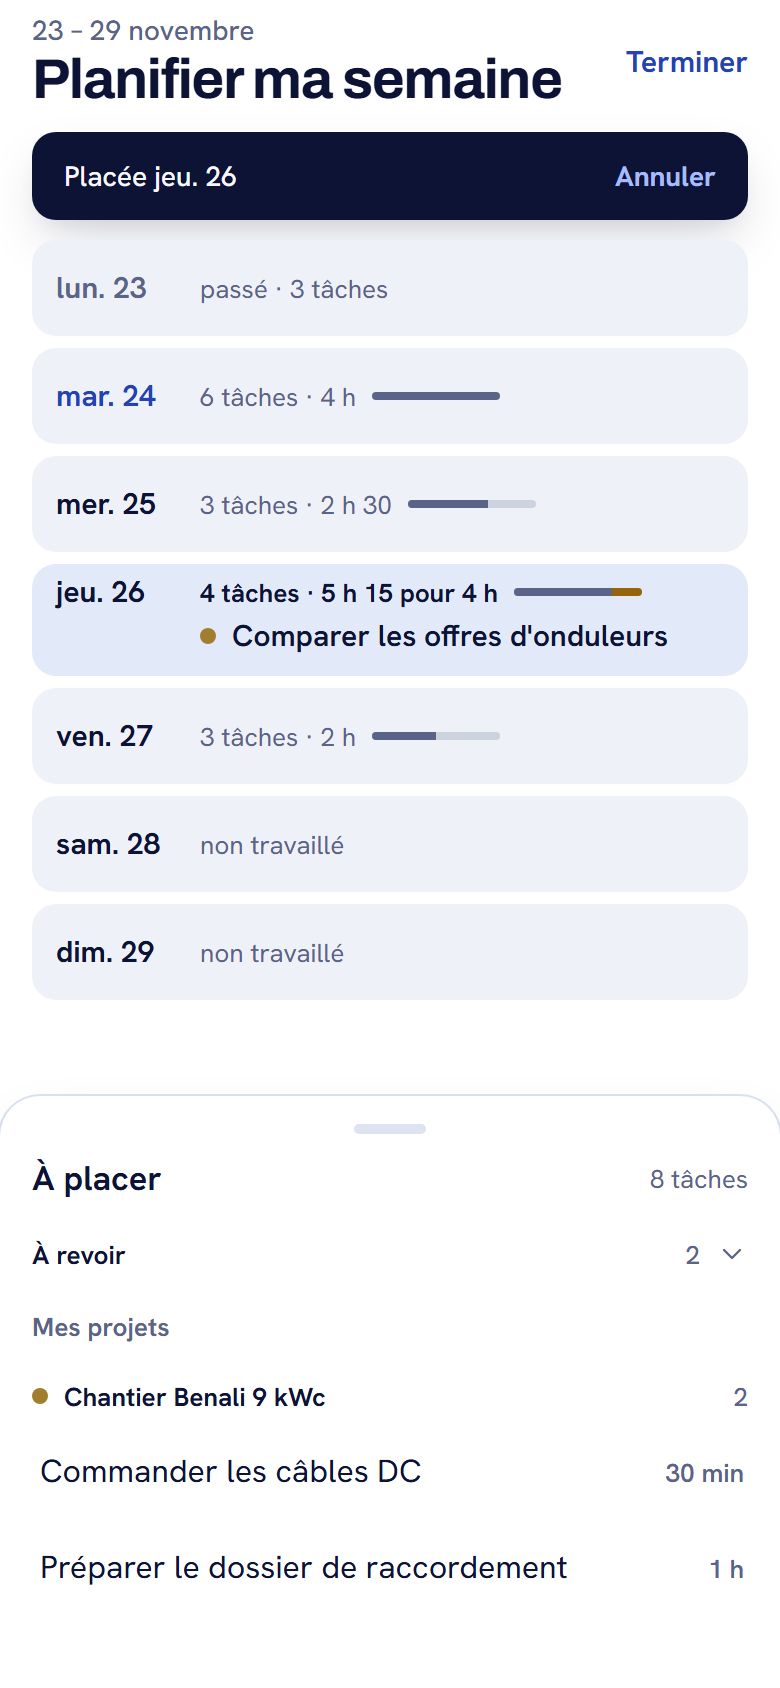 23 – 29 novembre
Planifier ma semaine
Terminer
Placée jeu. 26
Annuler
lun. 23 passé · 3 tâches
mar. 24 6 tâches · 4 h
mer. 25 3 tâches · 2 h 30
jeu. 26 4 tâches · 5 h 15 pour 4 h
Comparer les offres d'onduleurs
ven. 27 3 tâches · 2 h
sam. 28 non travaillé
dim. 29 non travaillé
À placer 8 tâches
À revoir 2
Mes projets
Chantier Benali 9 kWc 2
Commander les câbles DC 30 min
Préparer le dossier de raccordement 1 h